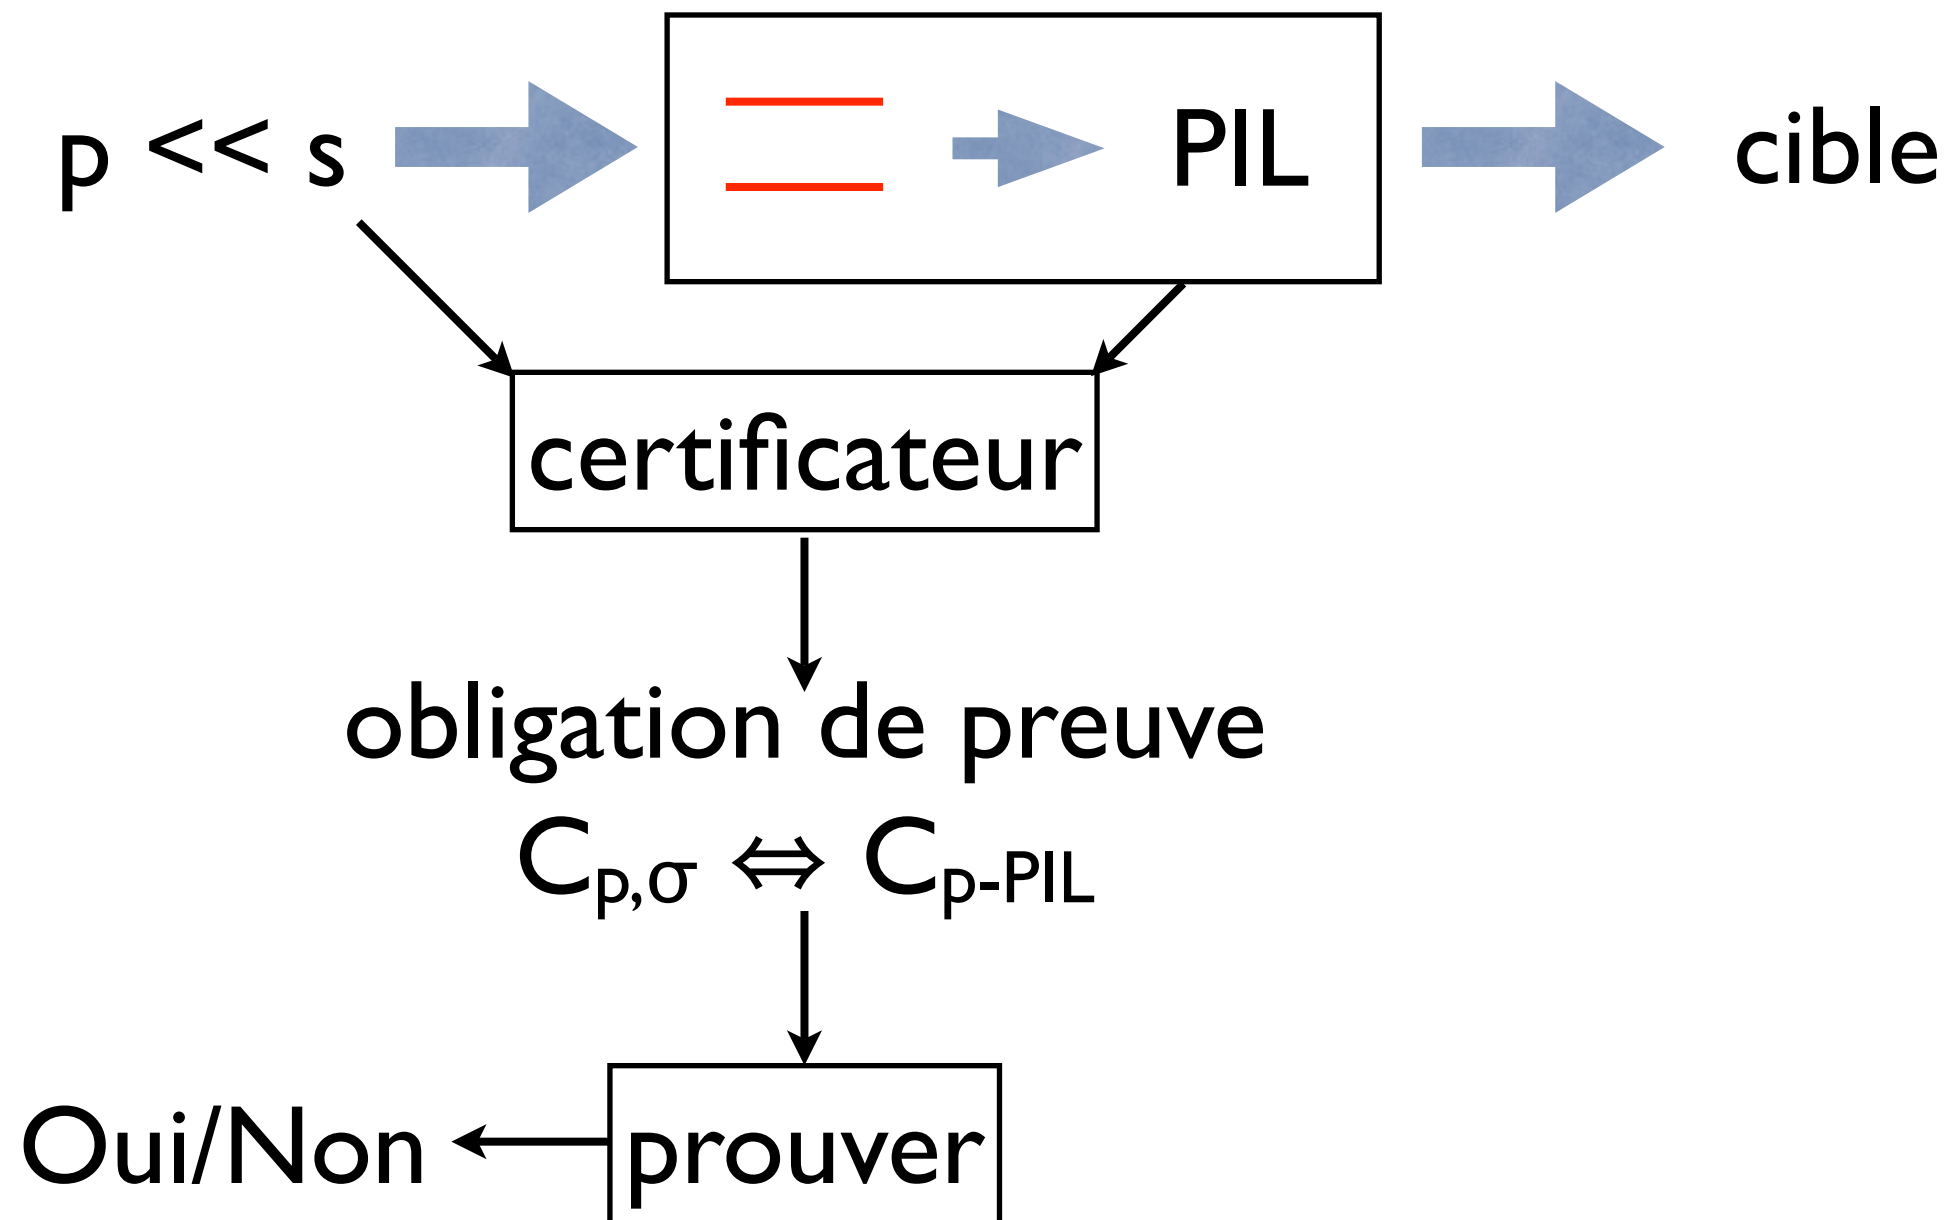 p << s PIL cible
certificateur
obligation de preuve
Cp,σ ⇔ Cp-PIL
Oui/Non prouver